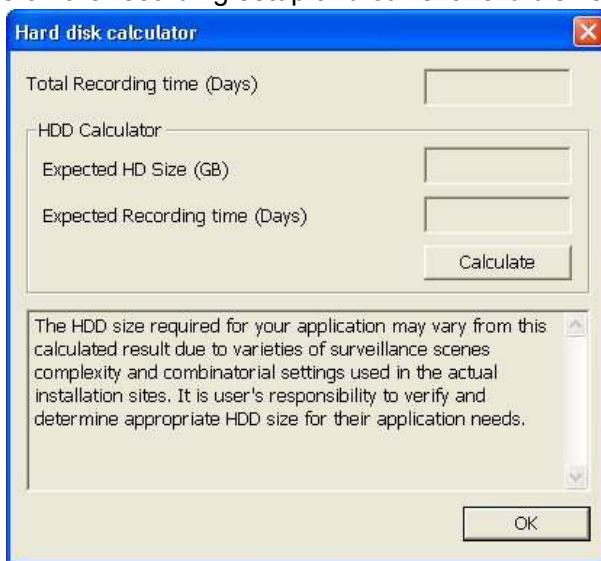 Hard disk calculator
Total Recording time (Days)
HDD Calculator
Expected HD Size (GB)
Expected Recording time (Days)
Calculate
The HDD size required for your application may vary from this
calculated result due to varieties of surveillance scenes
complexity and combinatorial settings used in the actual
installation sites. It is user's responsibility to verify and
determine appropriate HDD size for their application needs.
OK